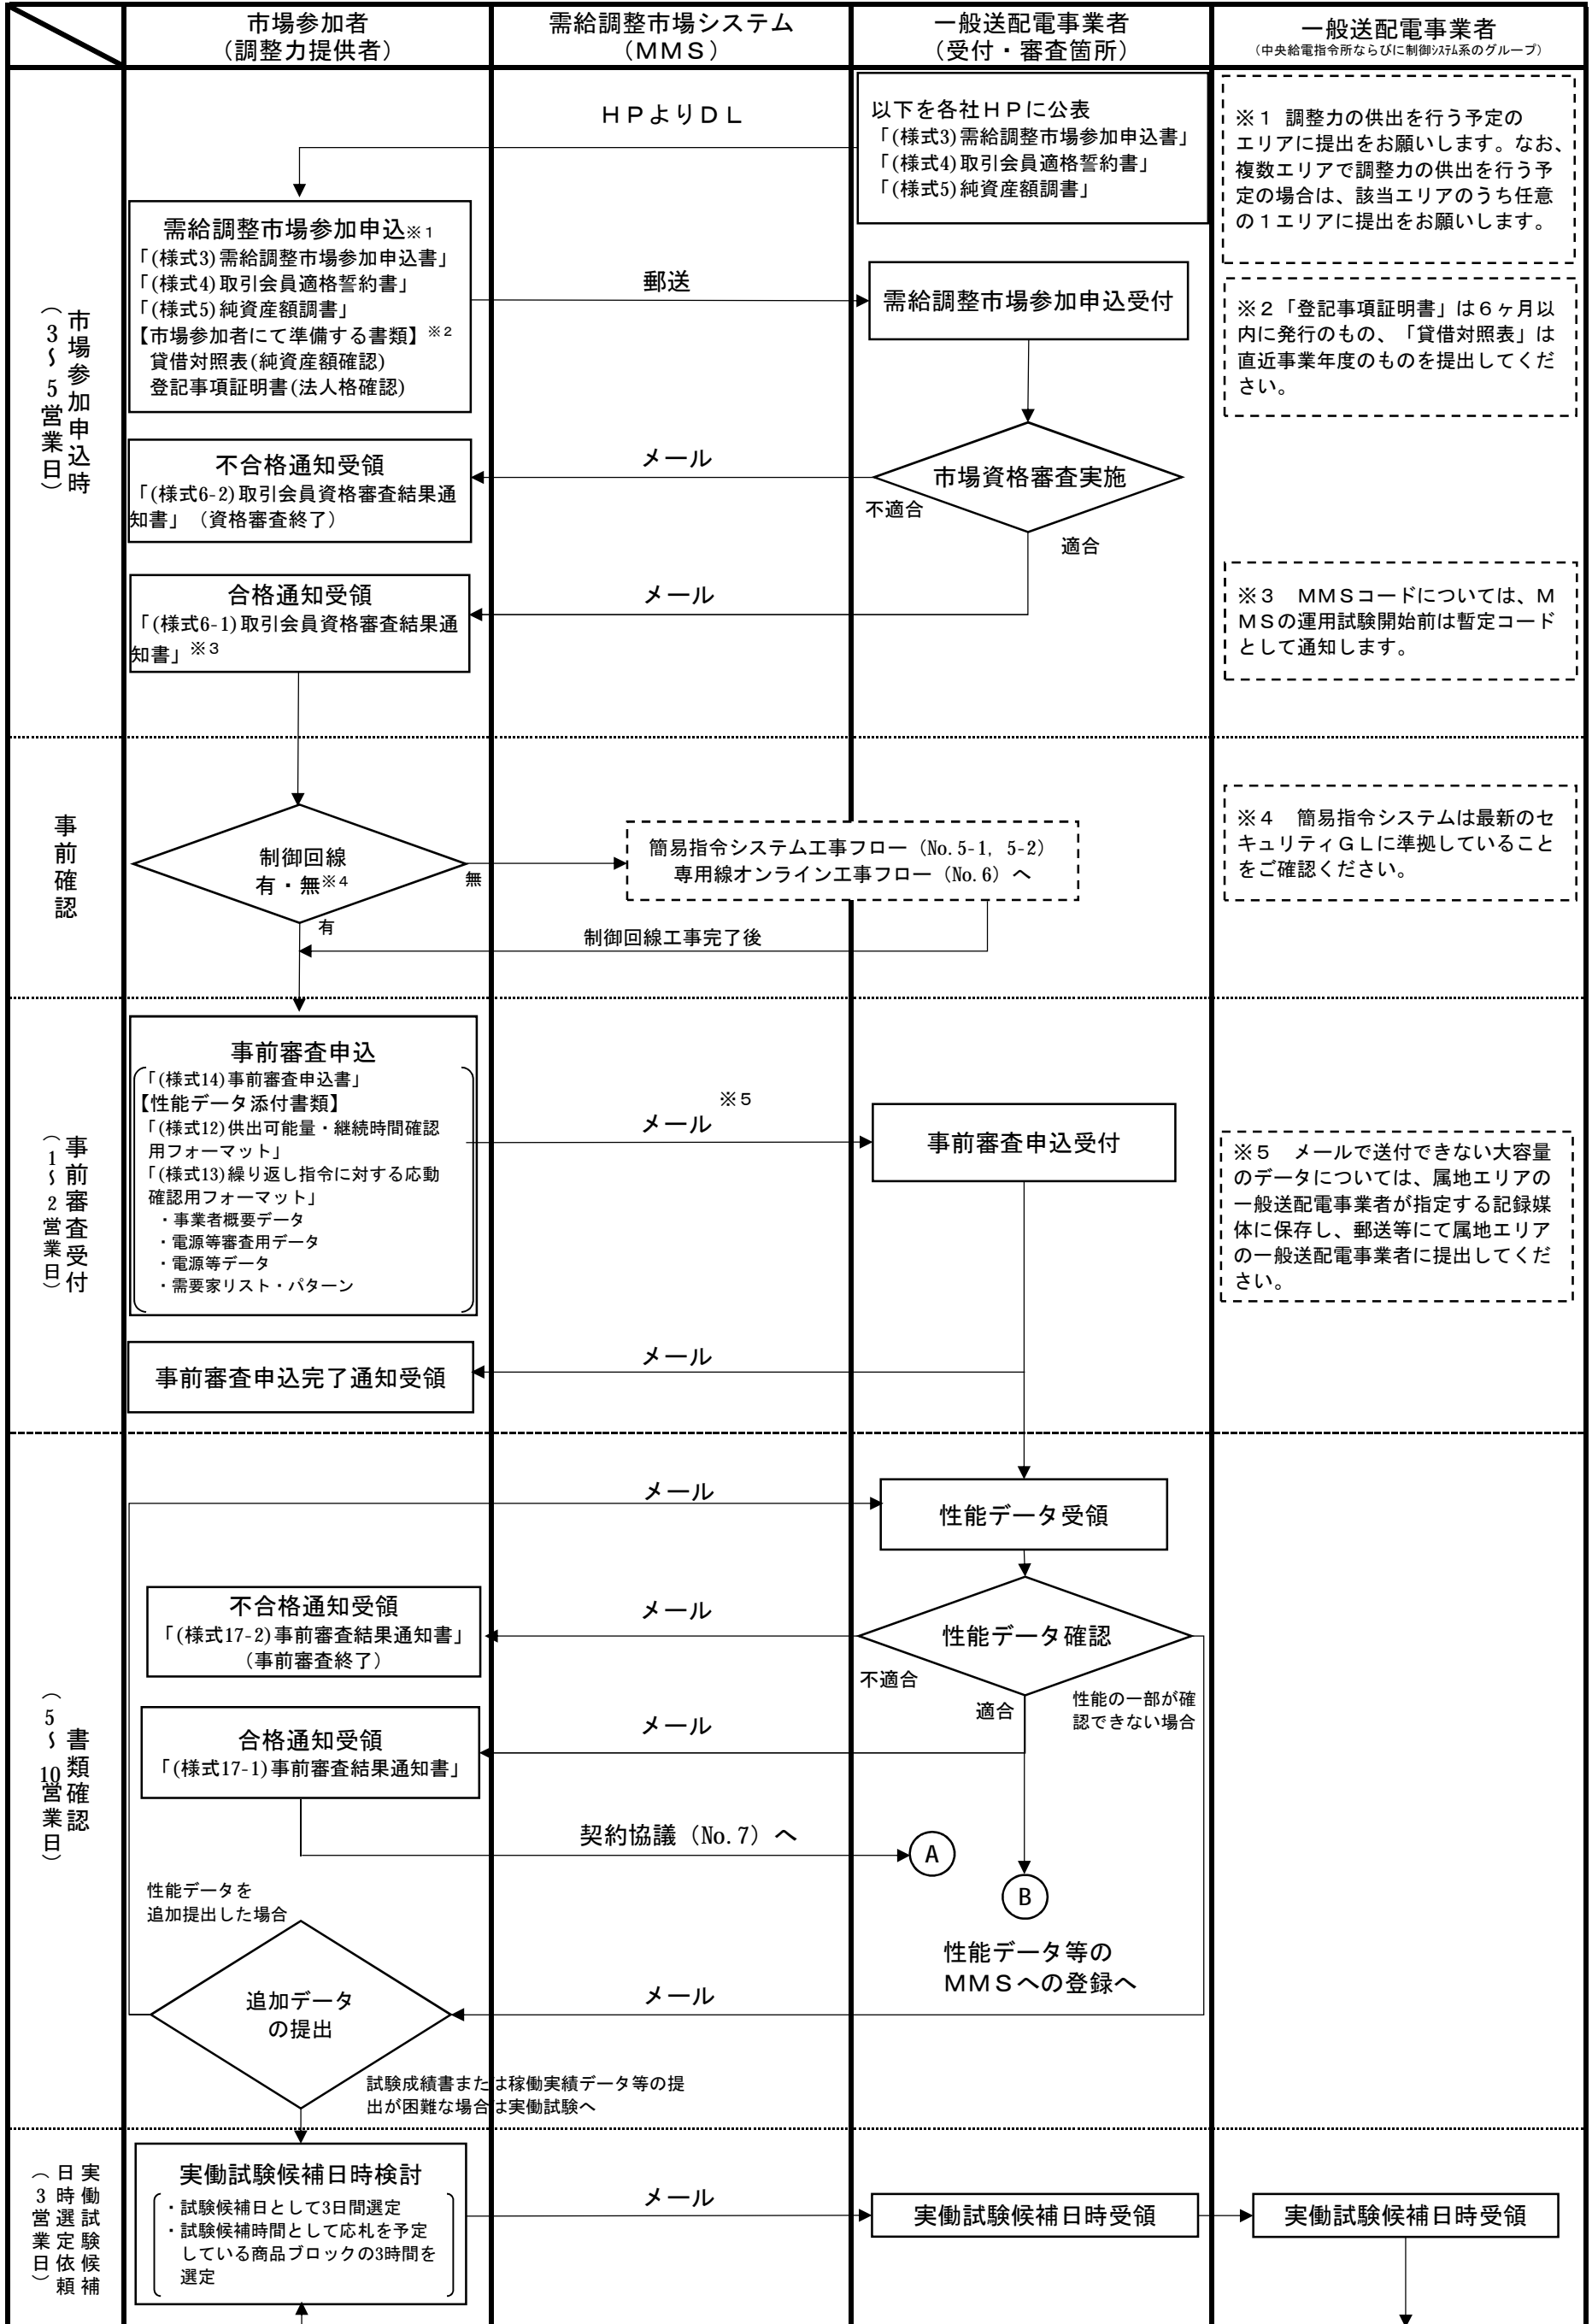 市場参加者
（調整力提供者）
需給調整市場システム
（ＭＭＳ）
一般送配電事業者
（受付・審査箇所）
一般送配電事業者
（中央給電指令所ならびに制御ｼｽﾃﾑ系のグループ）
市場参加申込時
（3～5営業日）
ＨＰよりＤＬ
以下を各社ＨＰに公表
「(様式3)需給調整市場参加申込書」
「(様式4)取引会員適格誓約書」
「(様式5)純資産額調書」
※１ 調整力の供出を行う予定の
エリアに提出をお願いします。なお、
複数エリアで調整力の供出を行う予
定の場合は、該当エリアのうち任意
の１エリアに提出をお願いします。
需給調整市場参加申込※1
「(様式3)需給調整市場参加申込書」
「(様式4)取引会員適格誓約書」
「(様式5)純資産額調書」
【市場参加者にて準備する書類】※2
貸借対照表(純資産額確認)
登記事項証明書(法人格確認)
郵送
需給調整市場参加申込受付
※２「登記事項証明書」は６ヶ月以
内に発行のもの、「貸借対照表」は
直近事業年度のものを提出してくだ
さい。
不合格通知受領
「(様式6-2)取引会員資格審査結果通
知書」（資格審査終了）
メール
市場資格審査実施
不適合
適合
合格通知受領
「(様式6-1)取引会員資格審査結果通
知書」※3
メール
※３　ＭＭＳコードについては、Ｍ
ＭＳの運用試験開始前は暫定コード
として通知します。
事前確認
制御回線
有・無※4
無
有
簡易指令システム工事フロー（No.5-1, 5-2）
専用線オンライン工事フロー（No.6）へ
制御回線工事完了後
※４　簡易指令システムは最新のセ
キュリティＧＬに準拠していること
をご確認ください。
事前審査受付
（1～2営業日）
事前審査申込
「(様式14)事前審査申込書」
【性能データ添付書類】
「(様式12)供出可能量・継続時間確認
用フォーマット」
「(様式13)繰り返し指令に対する応動
確認用フォーマット」
・事業者概要データ
・電源等審査用データ
・電源等データ
・需要家リスト・パターン
※５
メール
事前審査申込受付
※５　メールで送付できない大容量
のデータについては、属地エリアの
一般送配電事業者が指定する記録媒
体に保存し、郵送等にて属地エリア
の一般送配電事業者に提出してくだ
さい。
事前審査申込完了通知受領
メール
書類確認
（5～10営業日）
メール
性能データ受領
不合格通知受領
「(様式17-2)事前審査結果通知書」
（事前審査終了）
メール
性能データ確認
不適合
適合
性能の一部が確
認できない場合
合格通知受領
「(様式17-1)事前審査結果通知書」
メール
契約協議（No.7）へ
A
B
性能データ等の
ＭＭＳへの登録へ
性能データを
追加提出した場合
追加データ
の提出
メール
試験成績書または稼働実績データ等の提
出が困難な場合は実働試験へ
実働試験候補
日時選定依頼
（3営業日）
実働試験候補日時検討
・試験候補日として3日間選定
・試験候補時間として応札を予定
している商品ブロックの3時間を
選定
メール
実働試験候補日時受領
実働試験候補日時受領